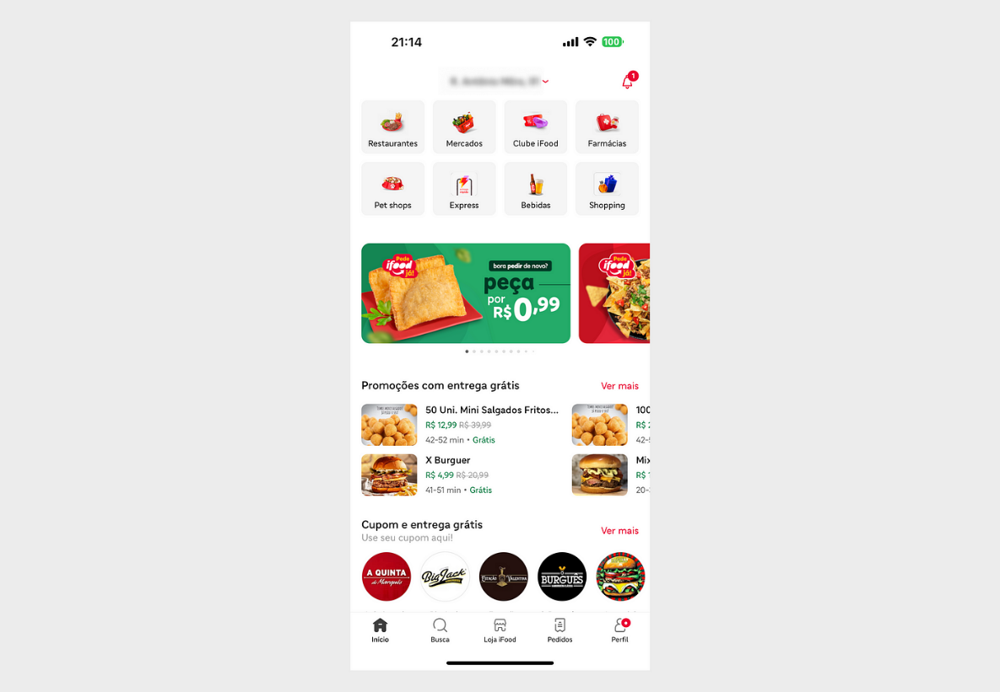 21:14
100
1
Restaurantes
Mercados
Clube iFood
Farmácias
Pet shops
Express
Bebidas
Shopping
Pede
ifood
já!
bora pedir de novo?
peça
por
R$0,99
Pede
ifood
já!
Promoções com entrega grátis
Ver mais
50 Uni. Mini Salgados Fritos...
R$ 12,99 R$ 39,99
42-52 min • Grátis
100
R$ 2
42-5
X Burguer
R$ 4,99 R$ 20,99
41-51 min • Grátis
Mix
R$ 1
20-
Cupom e entrega grátis
Ver mais
Use seu cupom aqui!
A QUINTA
do Marquês
Big Jack
ESTAÇÃO VALENTINA
O
BURGUÊS
Início
Busca
Loja iFood
Pedidos
Perfil